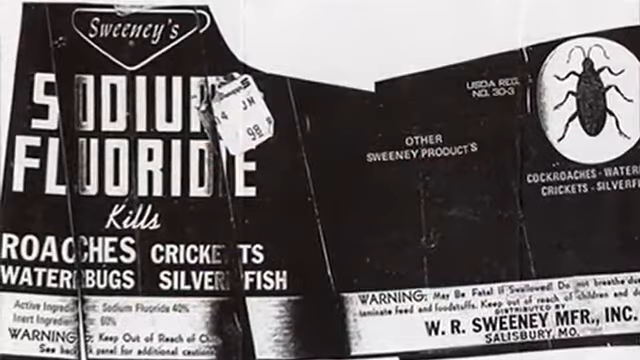 Sweeney's
SODIUM
FLUORIDE
Kills
ROACHES CRICKETS
WATERBUGS SILVERFISH
Active Ingredient: Sodium Fluoride 40%
Inert Ingredient: 60%
WARNING: Keep Out of Reach of Ch
See back panel for additional cautions
J M
98
USDA REG.
NO. 30-3
OTHER
SWEENEY PRODUCTS
COCKROACHES - WATER
CRICKETS - SILVERF
WARNING: May Be Fatal If Swallowed! Do not breathe
taminate feed and foodstuffs. Keep out of reach of children and do
DISTRIBUTED BY
W. R. SWEENEY MFR., INC.
SALISBURY, MO.